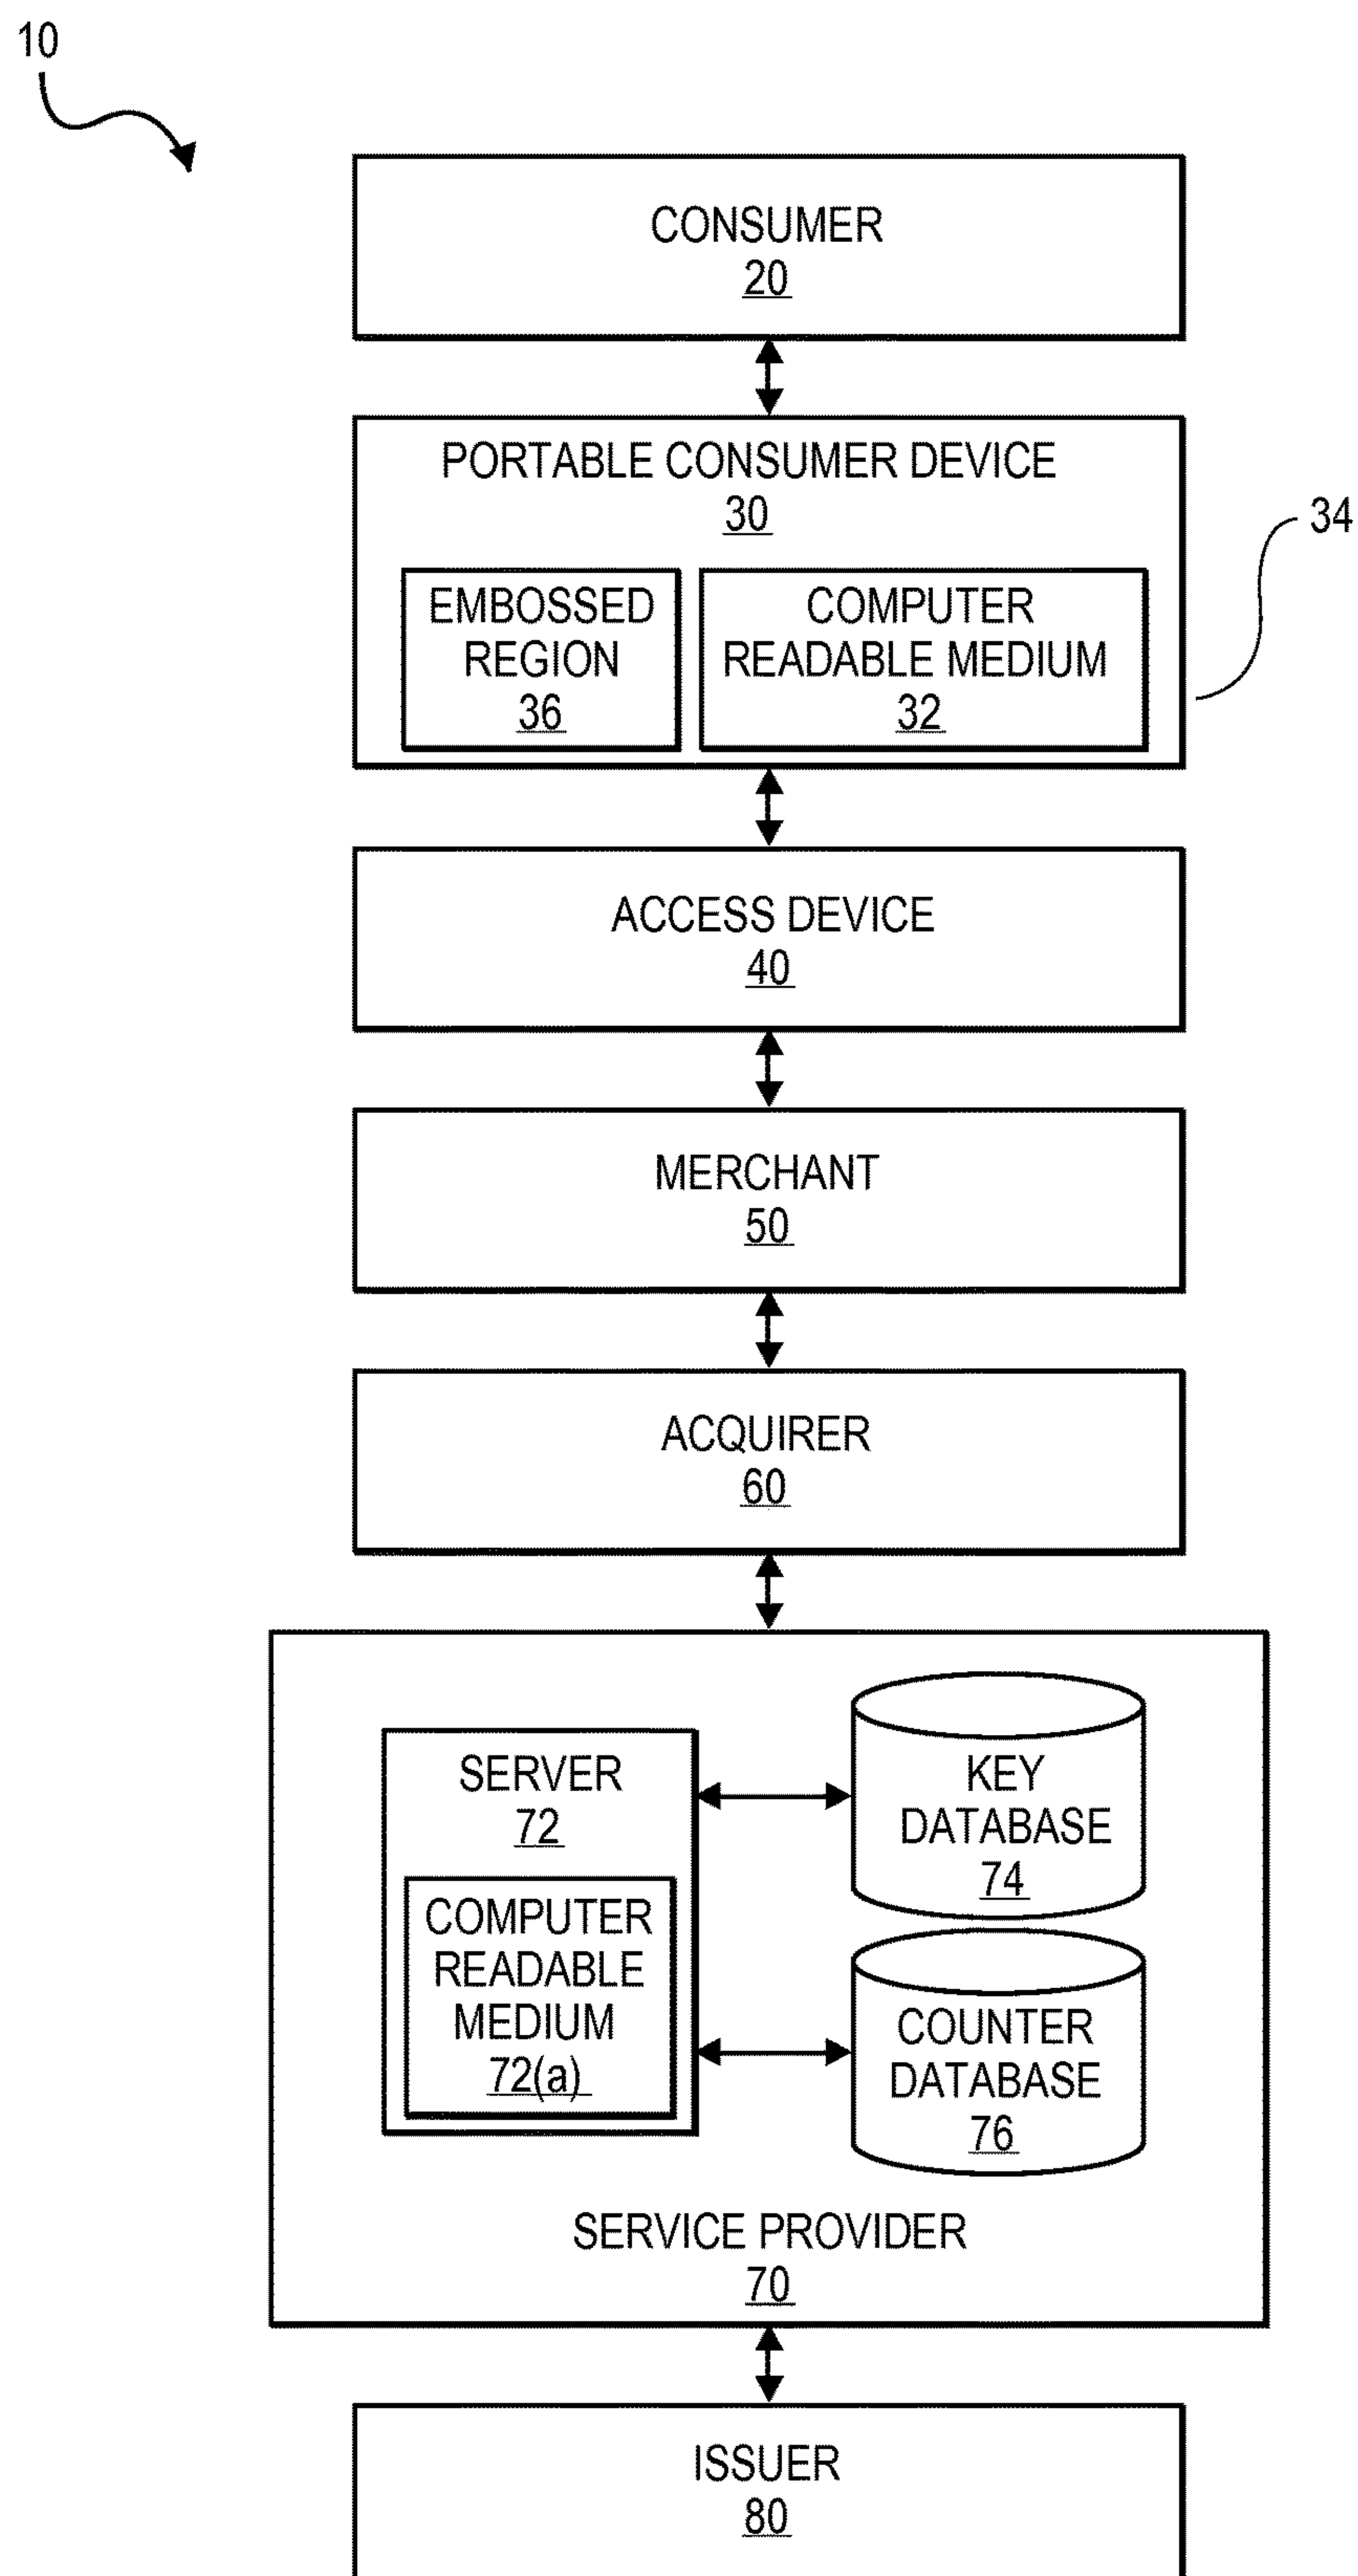 10
CONSUMER
20
PORTABLE CONSUMER DEVICE
30
34
EMBOSSED
REGION
36
COMPUTER
READABLE MEDIUM
32
ACCESS DEVICE
40
MERCHANT
50
ACQUIRER
60
SERVER
72
COMPUTER
READABLE
MEDIUM
72(a)
KEY
DATABASE
74
COUNTER
DATABASE
76
SERVICE PROVIDER
70
ISSUER
80